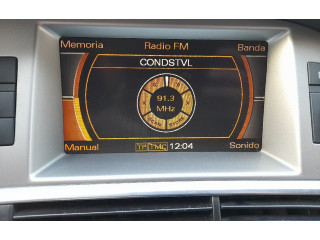 Memoria Radio FM Banda
CONDSTVL
91.3
MHz
Manual TP TMC 12:04 Sonido